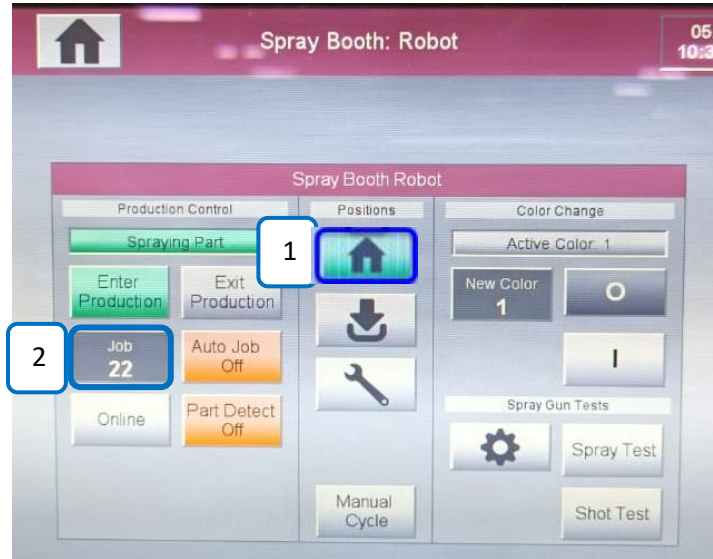 Spray Booth: Robot
05
10:3
Spray Booth Robot
Production Control
Positions
Color Change
Spraying Part
1
Active Color: 1
Enter
Production
Exit
Production
New Color
1
O
2
Job
22
Auto Job
Off
I
Online
Part Detect
Off
Spray Gun Tests
Spray Test
Manual
Cycle
Shot Test